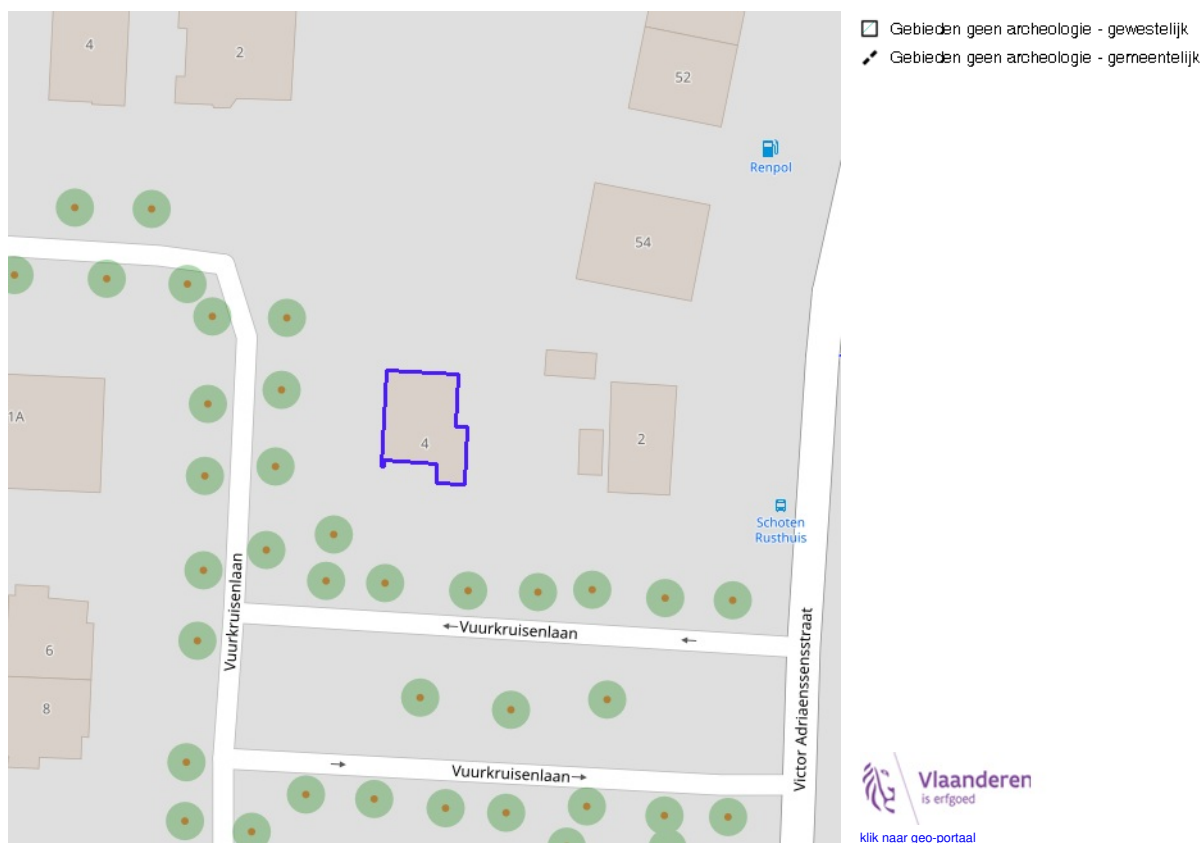 Gebieden geen archeologie - gewestelijk
Gebieden geen archeologie - gemeentelijk
4
2
52
Renpol
54
1A
4
2
Schoten
Rusthuis
Vuurkruisenlaan
←Vuurkruisenlaan
←
6
8
Victor Adriaenssensstraat
→
Vuurkruisenlaan→
Vlaanderen
is erfgoed
klik naar geo-portaal